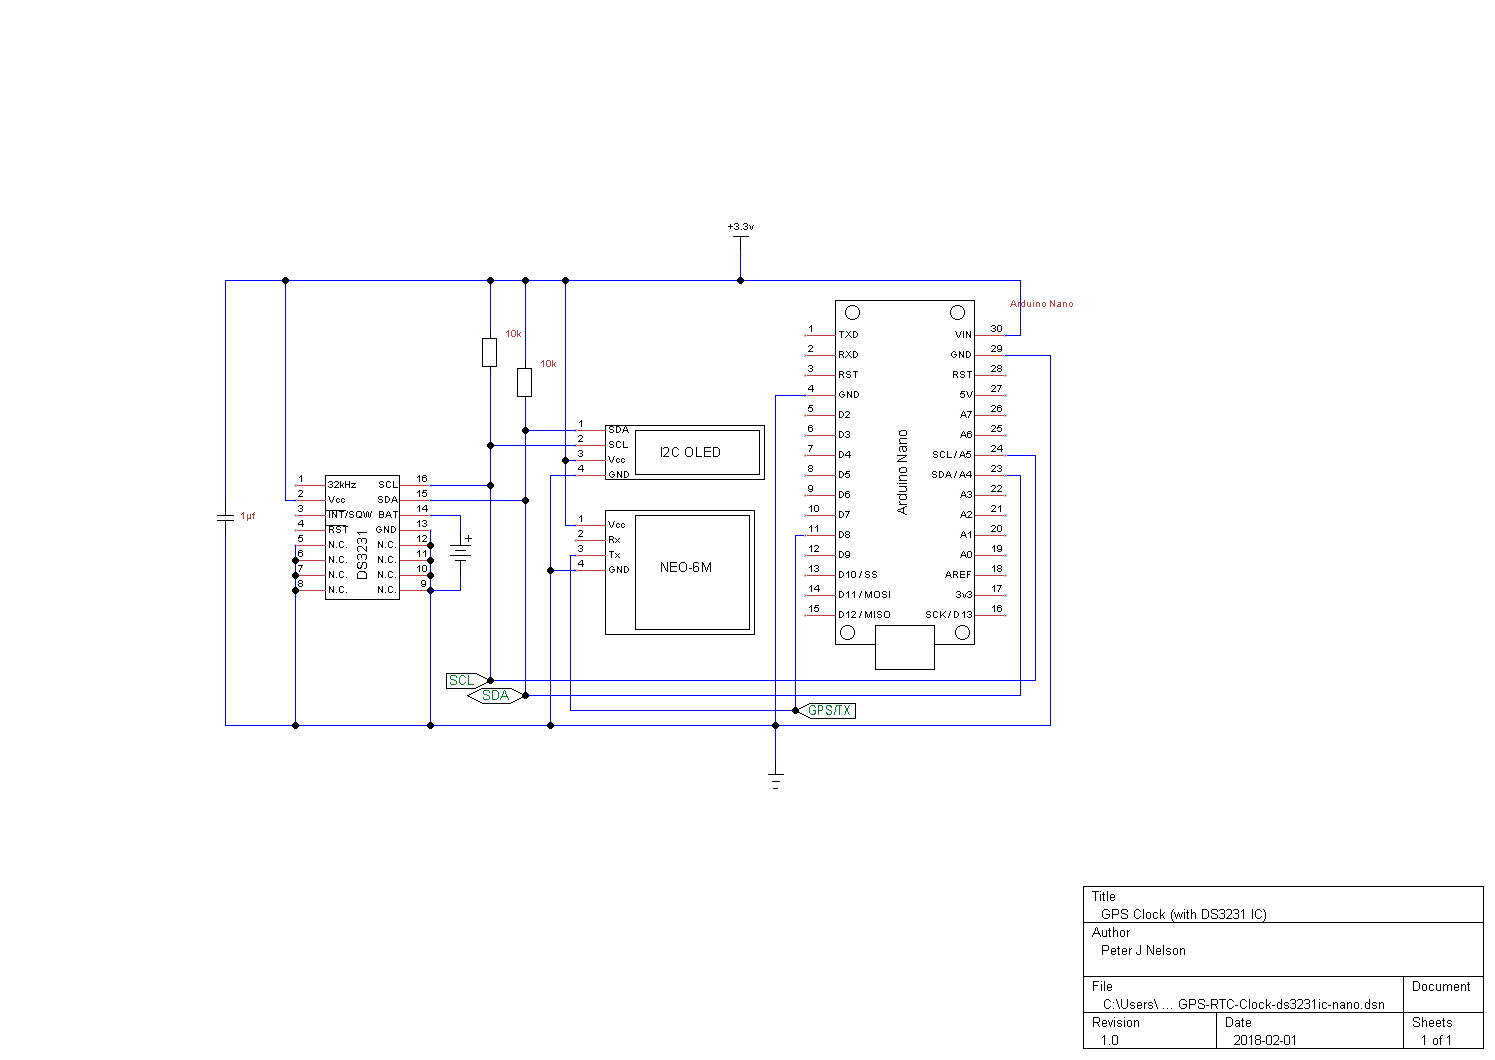 +3.3v
Arduino Nano
10k
10k
1µf
1 32kHz SCL 16
2 Vcc SDA 15
3 INT/SQW BAT 14
4 RST GND 13
5 N.C. N.C. 12
6 N.C. N.C. 11
7 N.C. N.C. 10
8 N.C. N.C. 9
DS3231
+
1 SDA
2 SCL
3 Vcc
4 GND
I2C OLED
1 Vcc
2 Rx
3 Tx
4 GND
NEO-6M
1 TXD VIN 30
2 RXD GND 29
3 RST RST 28
4 GND 5V 27
5 D2 A7 26
6 D3 A6 25
7 D4 SCL/A5 24
8 D5 SDA/A4 23
9 D6 A3 22
10 D7 A2 21
11 D8 A1 20
12 D9 A0 19
13 D10/SS AREF 18
14 D11/MOSI 3v3 17
15 D12/MISO SCK/D13 16
Arduino Nano
SCL
SDA
GPS/TX
Title
GPS Clock (with DS3231 IC)
Author
Peter J Nelson
File Document
C:\Users\ ... GPS-RTC-Clock-ds3231ic-nano.dsn
Revision Date Sheets
1.0 2018-02-01 1 of 1